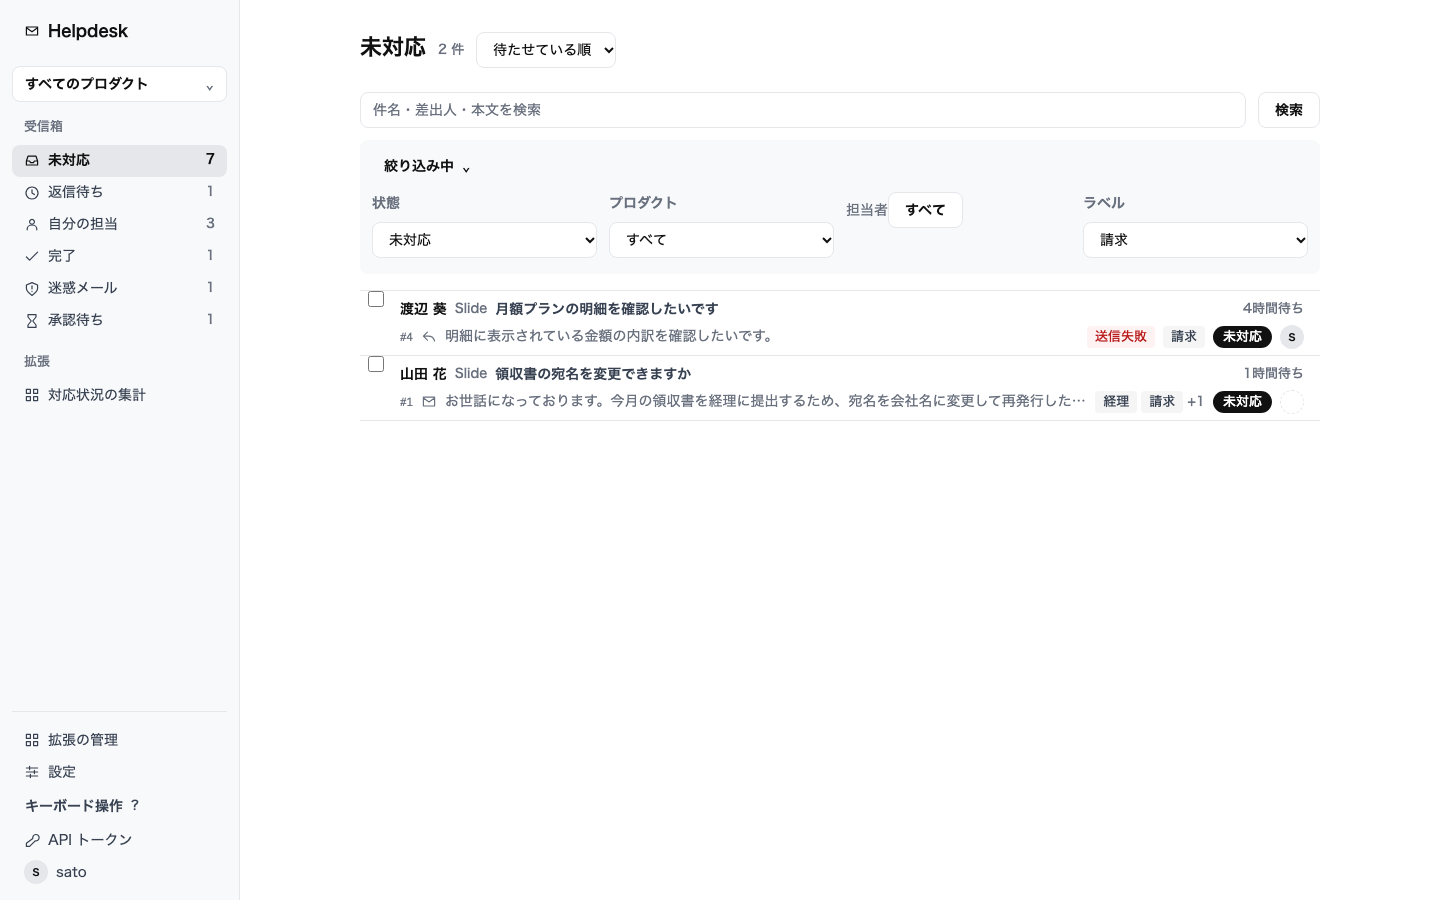 Helpdesk
すべてのプロダクト
受信箱
未対応 7
返信待ち 1
自分の担当 3
完了 1
迷惑メール 1
承認待ち 1
拡張
対応状況の集計
拡張の管理
設定
キーボード操作 ?
API トークン
S sato
未対応 2 件 待たせている順
件名・差出人・本文を検索 検索
絞り込み中
状態 プロダクト 担当者 すべて ラベル
未対応 すべて 請求
渡辺 葵 Slide 月額プランの明細を確認したいです 4時間待ち
#4 明細に表示されている金額の内訳を確認したいです。 送信失敗 請求 未対応 S
山田 花 Slide 領収書の宛名を変更できますか 1時間待ち
#1 お世話になっております。今月の領収書を経理に提出するため、宛名を会社名に変更して再発行した… 経理 請求 +1 未対応